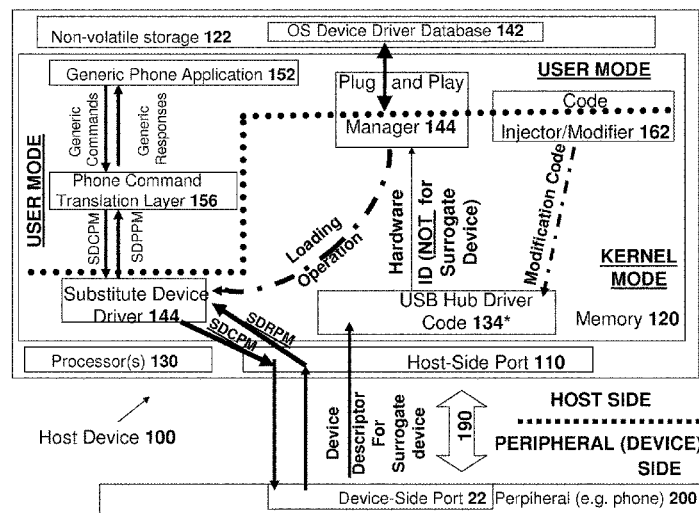 Non-volatile storage 122
OS Device Driver Database 142
Generic Phone Application 152
Plug and Play
Manager 144
USER MODE
Code
Injector/Modifier 162
Generic
Commands
Generic
Responses
USER MODE
Phone Command
Translation Layer 156
SDCPM
SDPPM
Loading
Operation
Hardware
ID (NOT for
Surrogate
Device)
Modification Code
KERNEL
MODE
Substitute Device
Driver 144
USB Hub Driver
Code 134*
Memory 120
SDCPM
SDRPM
Processor(s) 130
Host-Side Port 110
Host Device 100
Device
Descriptor
For
Surrogate
device
190
HOST SIDE
PERIPHERAL (DEVICE)
SIDE
Device-Side Port 22
Perpiheral (e.g. phone) 200